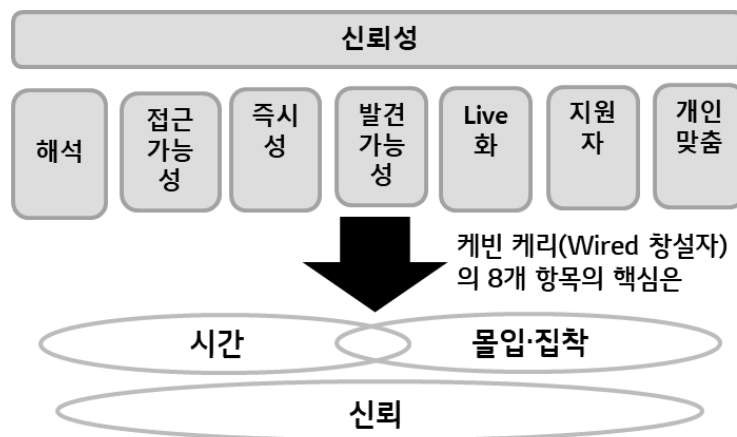 신뢰성
해석
접근
가능
성
즉시
성
발견
가능
성
Live
화
지원
자
개인
맞춤
케빈 케리(Wired 창설자)
의 8개 항목의 핵심은
시간
몰입·집착
신뢰